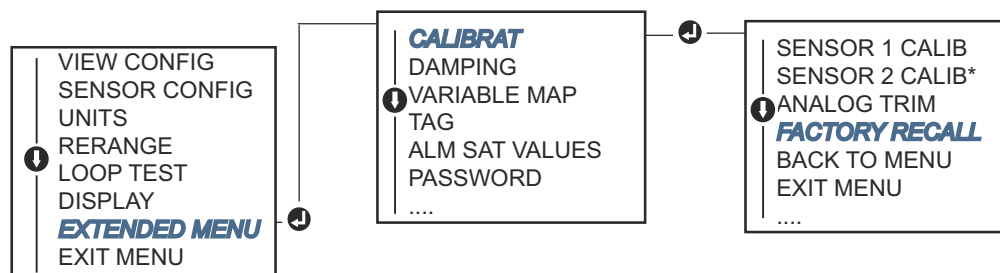 VIEW CONFIG
SENSOR CONFIG
UNITS
RERANGE
LOOP TEST
DISPLAY
EXTENDED MENU
EXIT MENU
CALIBRAT
DAMPING
VARIABLE MAP
TAG
ALM SAT VALUES
PASSWORD
....
SENSOR 1 CALIB
SENSOR 2 CALIB*
ANALOG TRIM
FACTORY RECALL
BACK TO MENU
EXIT MENU
....